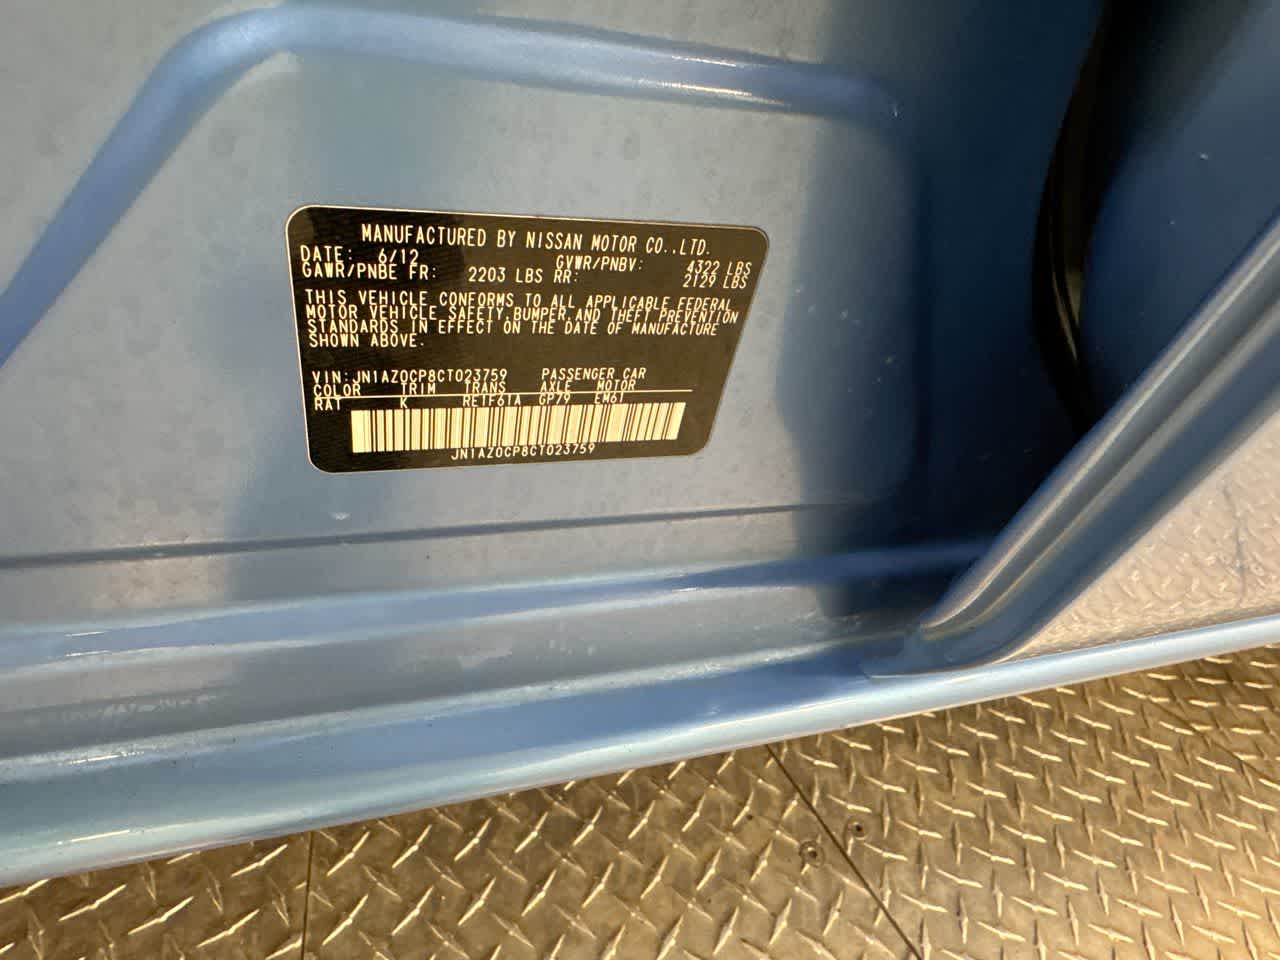 MANUFACTURED BY NISSAN MOTOR CO.,LTD.
DATE: 6/12 GVWR/PNBV: 4322 LBS
GAWR/PNBE FR: 2203 LBS RR: 2129 LBS
THIS VEHICLE CONFORMS TO ALL APPLICABLE FEDERAL
MOTOR VEHICLE SAFETY,BUMPER,AND THEFT PREVENTION
STANDARDS IN EFFECT ON THE DATE OF MANUFACTURE
SHOWN ABOVE.
VIN:JN1AZ0CP8CT023759 PASSENGER CAR
COLOR TRIM TRANS AXLE MOTOR
RAT K RE1F61A GP79 EM61
JN1AZ0CP8CT023759